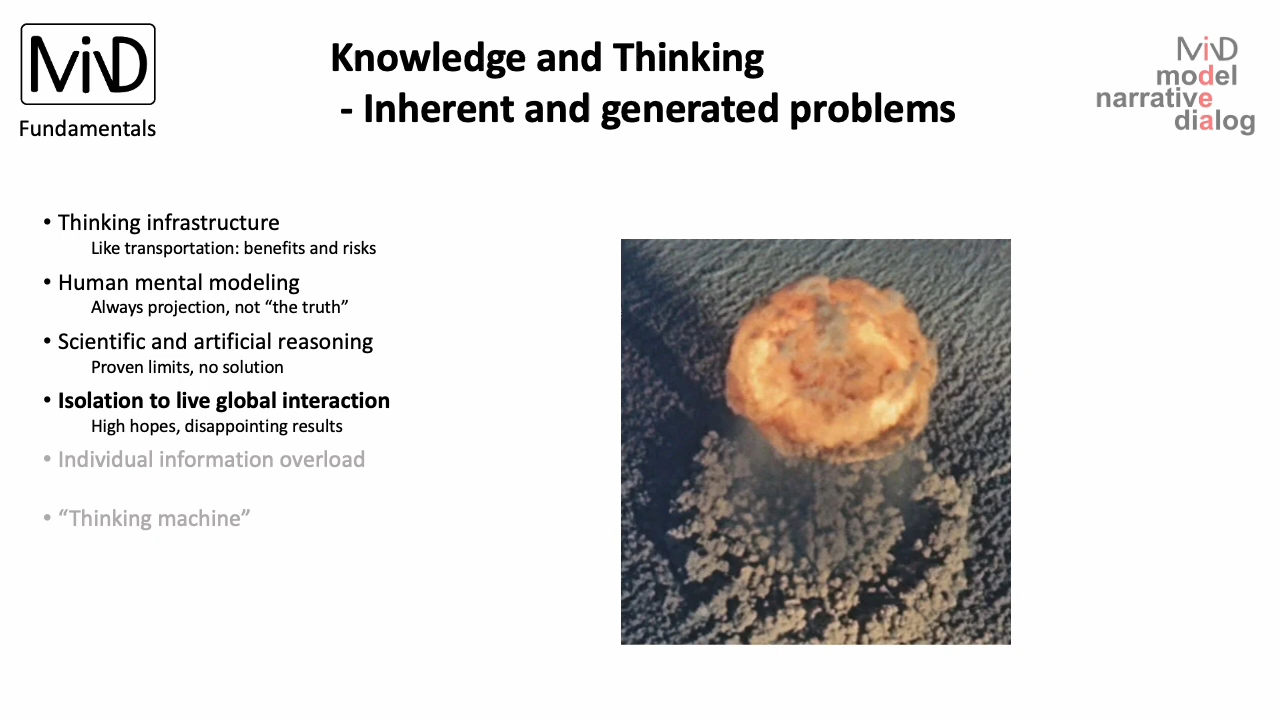 MiND
Fundamentals
Knowledge and Thinking
- Inherent and generated problems
MiND
model
narrative
dialog
• Thinking infrastructure
Like transportation: benefits and risks
• Human mental modeling
Always projection, not “the truth”
• Scientific and artificial reasoning
Proven limits, no solution
• Isolation to live global interaction
High hopes, disappointing results
• Individual information overload
• “Thinking machine”